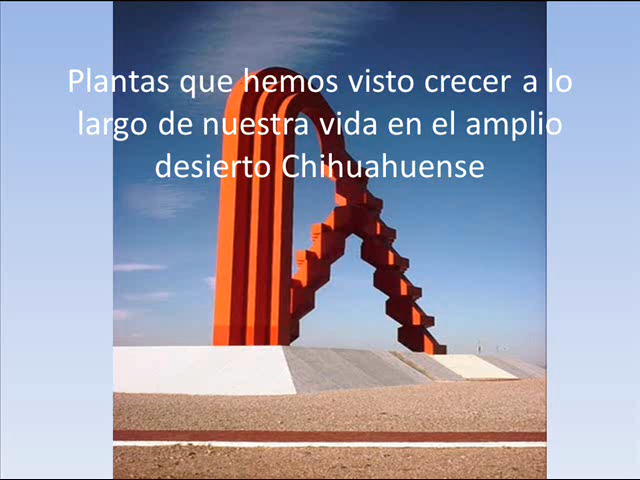 Plantas que hemos visto crecer a lo
largo de nuestra vida en el amplio
desierto Chihuahuense